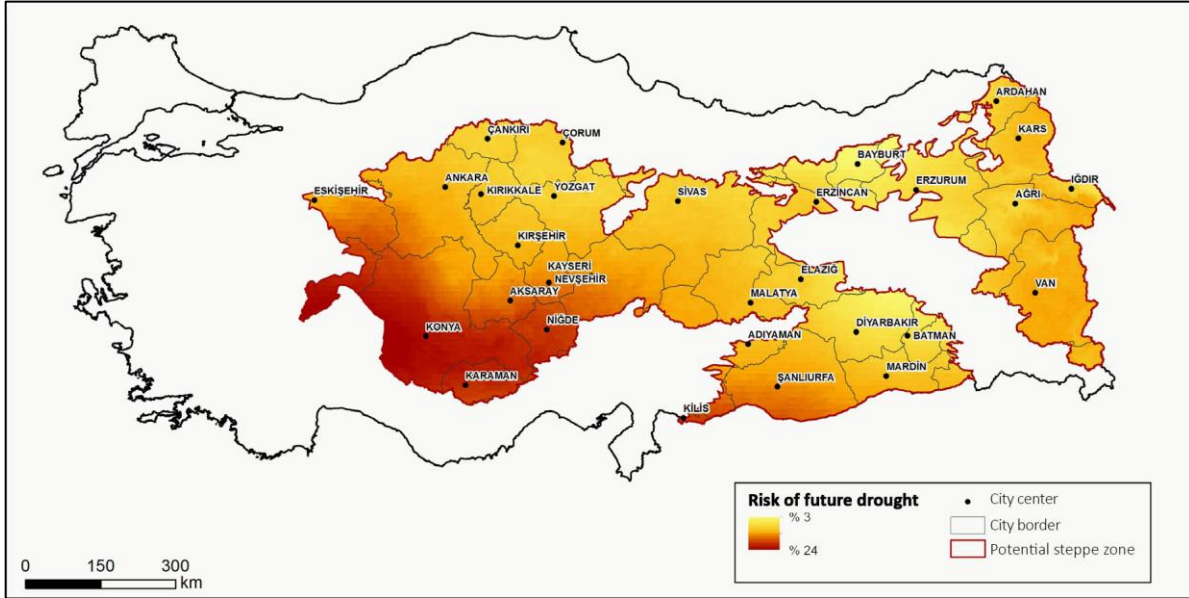 ARDAHAN
ÇANKIRI
ÇORUM
KARS
BAYBURT
ANKARA
ESKİŞEHİR
KIRIKKALE
YOZGAT
SİVAS
ERZİNCAN
ERZURUM
IĞDIR
AĞRI
KIRŞEHİR
KAYSERİ
NEVŞEHİR
ELAZIĞ
VAN
AKSARAY
MALATYA
KONYA
NİĞDE
ADIYAMAN
DİYARBAKIR
BATMAN
KARAMAN
ŞANLIURFA
MARDİN
KİLİS
Risk of future drought
% 3
% 24
City center
City border
Potential steppe zone
0 150 300
km